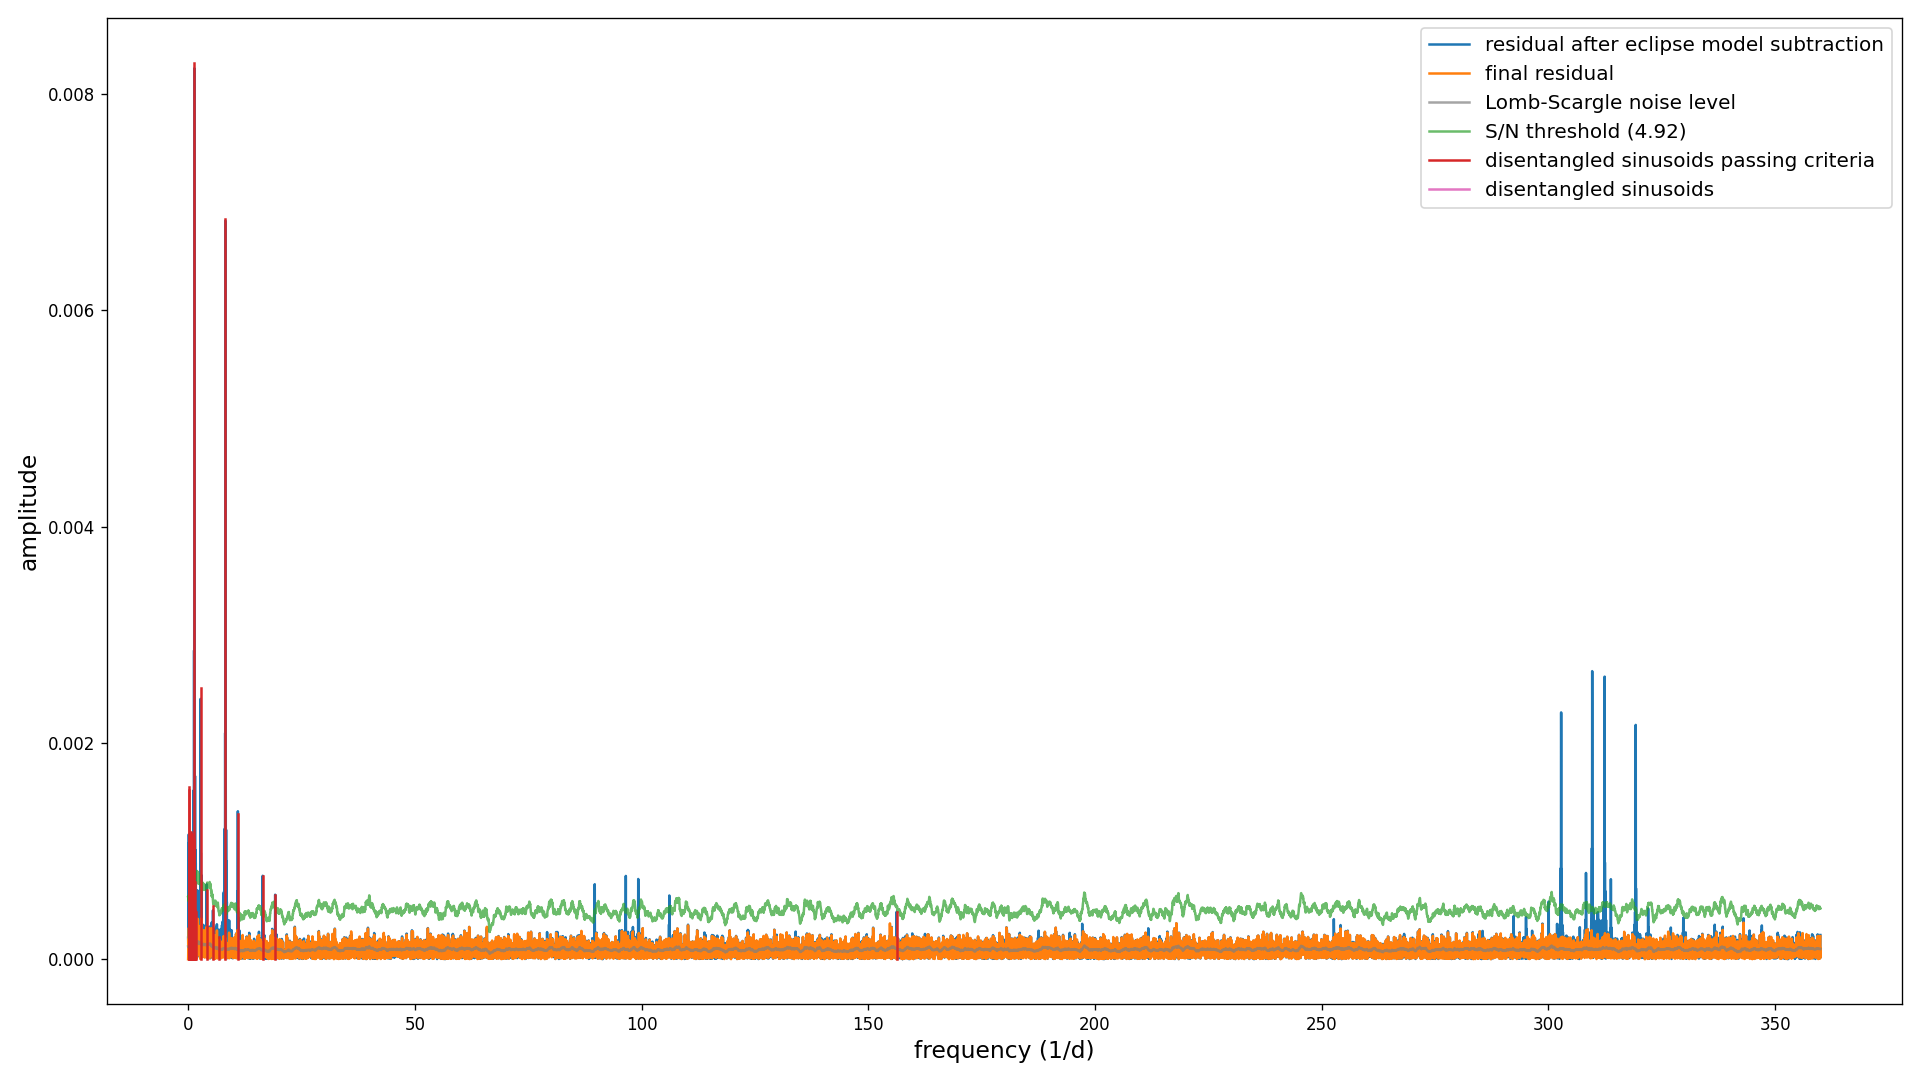 residual after eclipse model subtraction
final residual
Lomb-Scargle noise level
S/N threshold (4.92)
disentangled sinusoids passing criteria
disentangled sinusoids
0.008
0.006
0.004
0.002
0.000
amplitude
0 50 100 150 200 250 300 350
frequency (1/d)